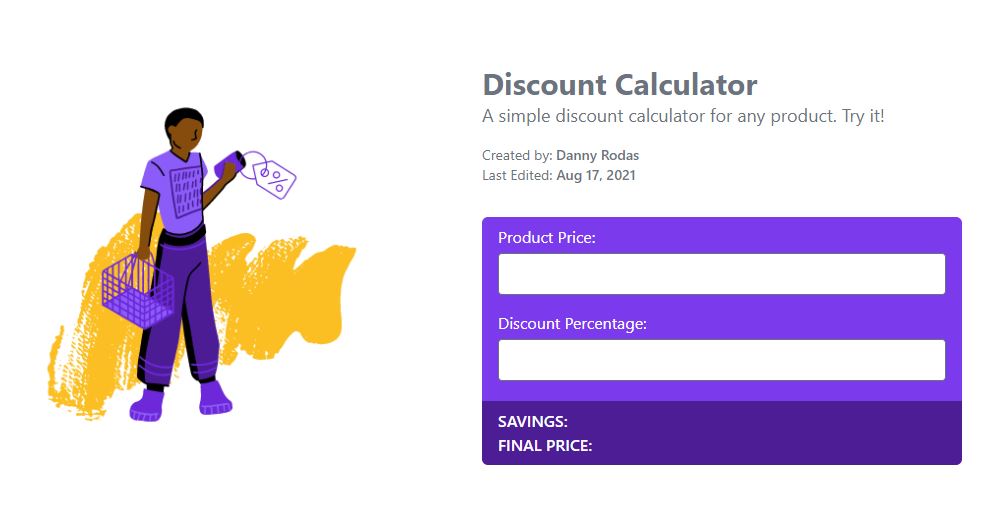 Discount Calculator
A simple discount calculator for any product. Try it!
Created by: Danny Rodas
Last Edited: Aug 17, 2021
Product Price:
Discount Percentage:
SAVINGS:
FINAL PRICE:
%